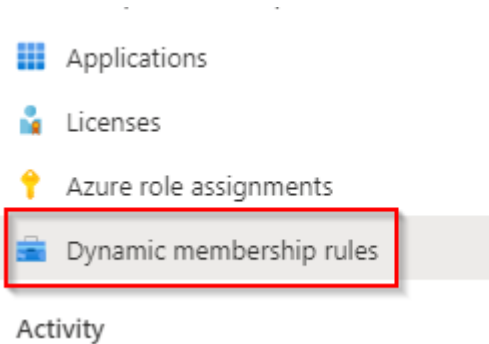 Applications
Licenses
Azure role assignments
Dynamic membership rules
Activity